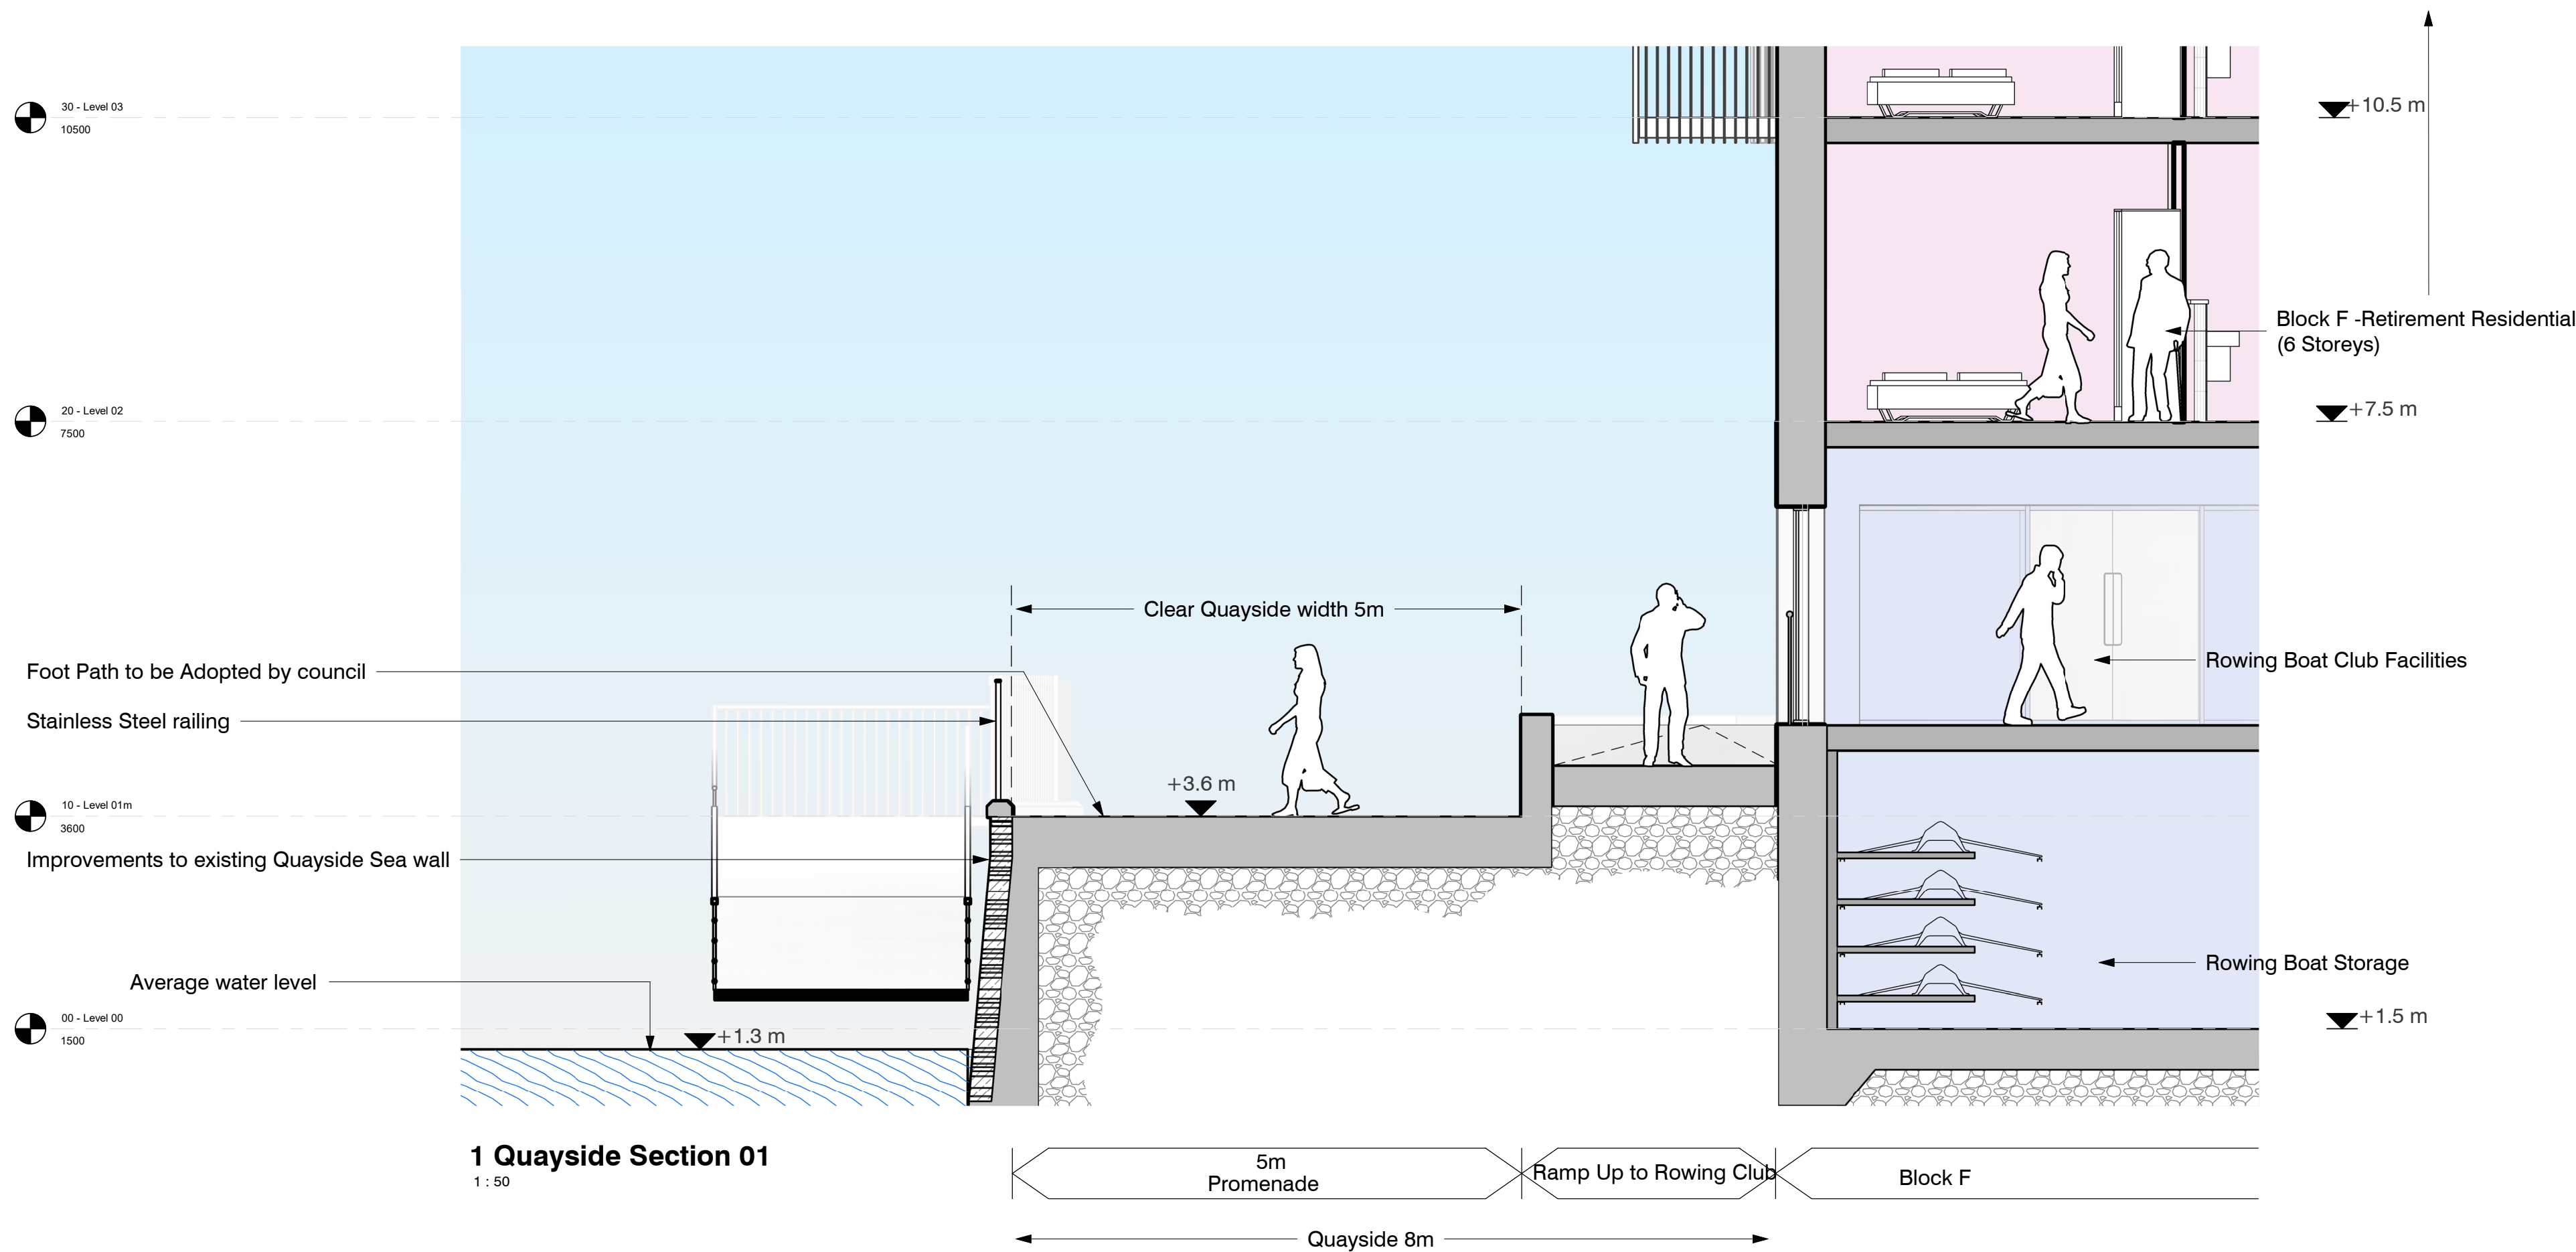 30 - Level 03
10500
+10.5 m
Block F -Retirement Residential
(6 Storeys)
20 - Level 02
7500
+7.5 m
Clear Quayside width 5m
Foot Path to be Adopted by council
Rowing Boat Club Facilities
Stainless Steel railing
+3.6 m
10 - Level 01m
3600
Improvements to existing Quayside Sea wall
Rowing Boat Storage
Average water level
00 - Level 00
1500
+1.3 m
+1.5 m
1 Quayside Section 01
1 : 50
5m
Promenade
Ramp Up to Rowing Club
Block F
Quayside 8m